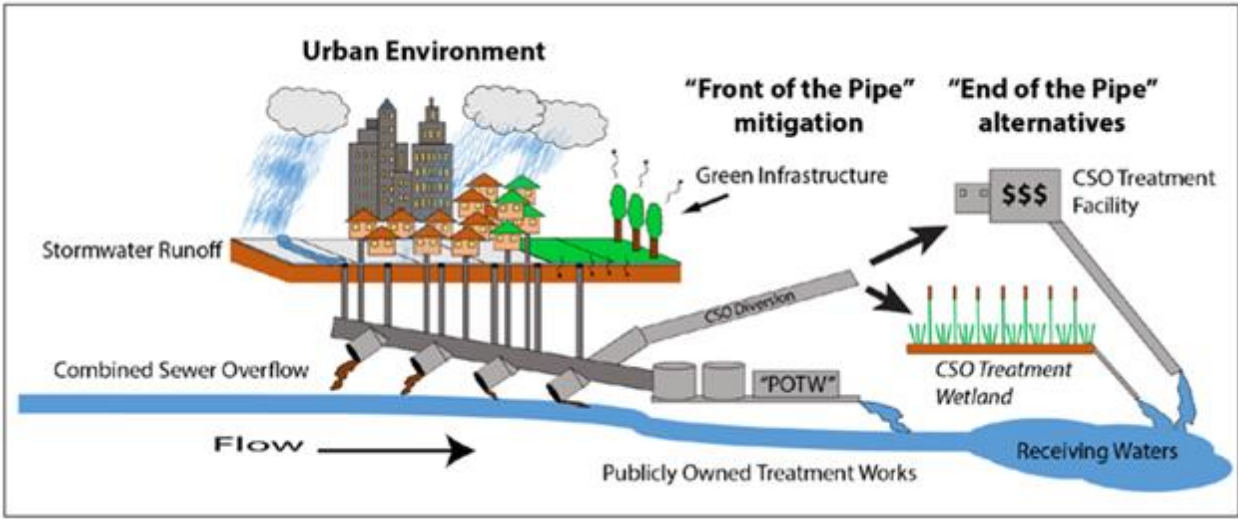 Urban Environment
"Front of the Pipe"
mitigation
"End of the Pipe"
alternatives
Green Infrastructure
$$$
CSO Treatment
Facility
Stormwater Runoff
CSO Diversion
Combined Sewer Overflow
"POTW"
CSO Treatment
Wetland
Flow
Receiving Waters
Publicly Owned Treatment Works